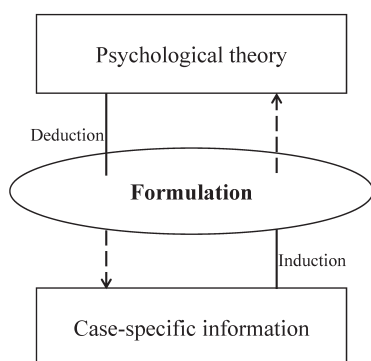 Psychological theory
Deduction
Formulation
Induction
Case-specific information